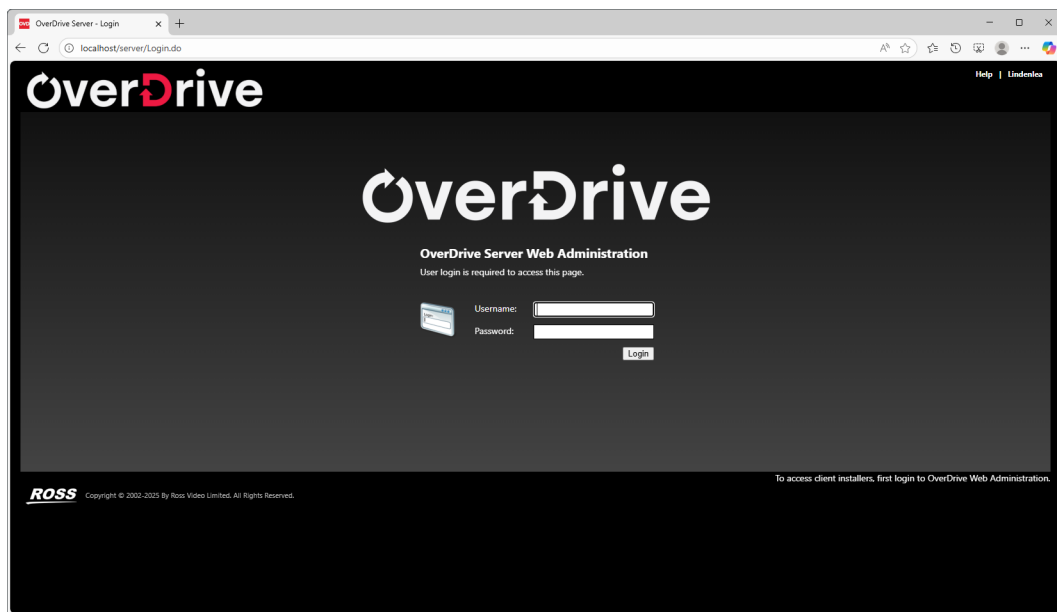 OVD OverDrive Server - Login
localhost/server/Login.do
OverDrive
Help | Lindenlea
OverDrive
OverDrive Server Web Administration
User login is required to access this page.
Login
Username:
Password:
Login
To access client installers, first login to OverDrive Web Administration.
ROSS Copyright © 2002-2025 By Ross Video Limited. All Rights Reserved.